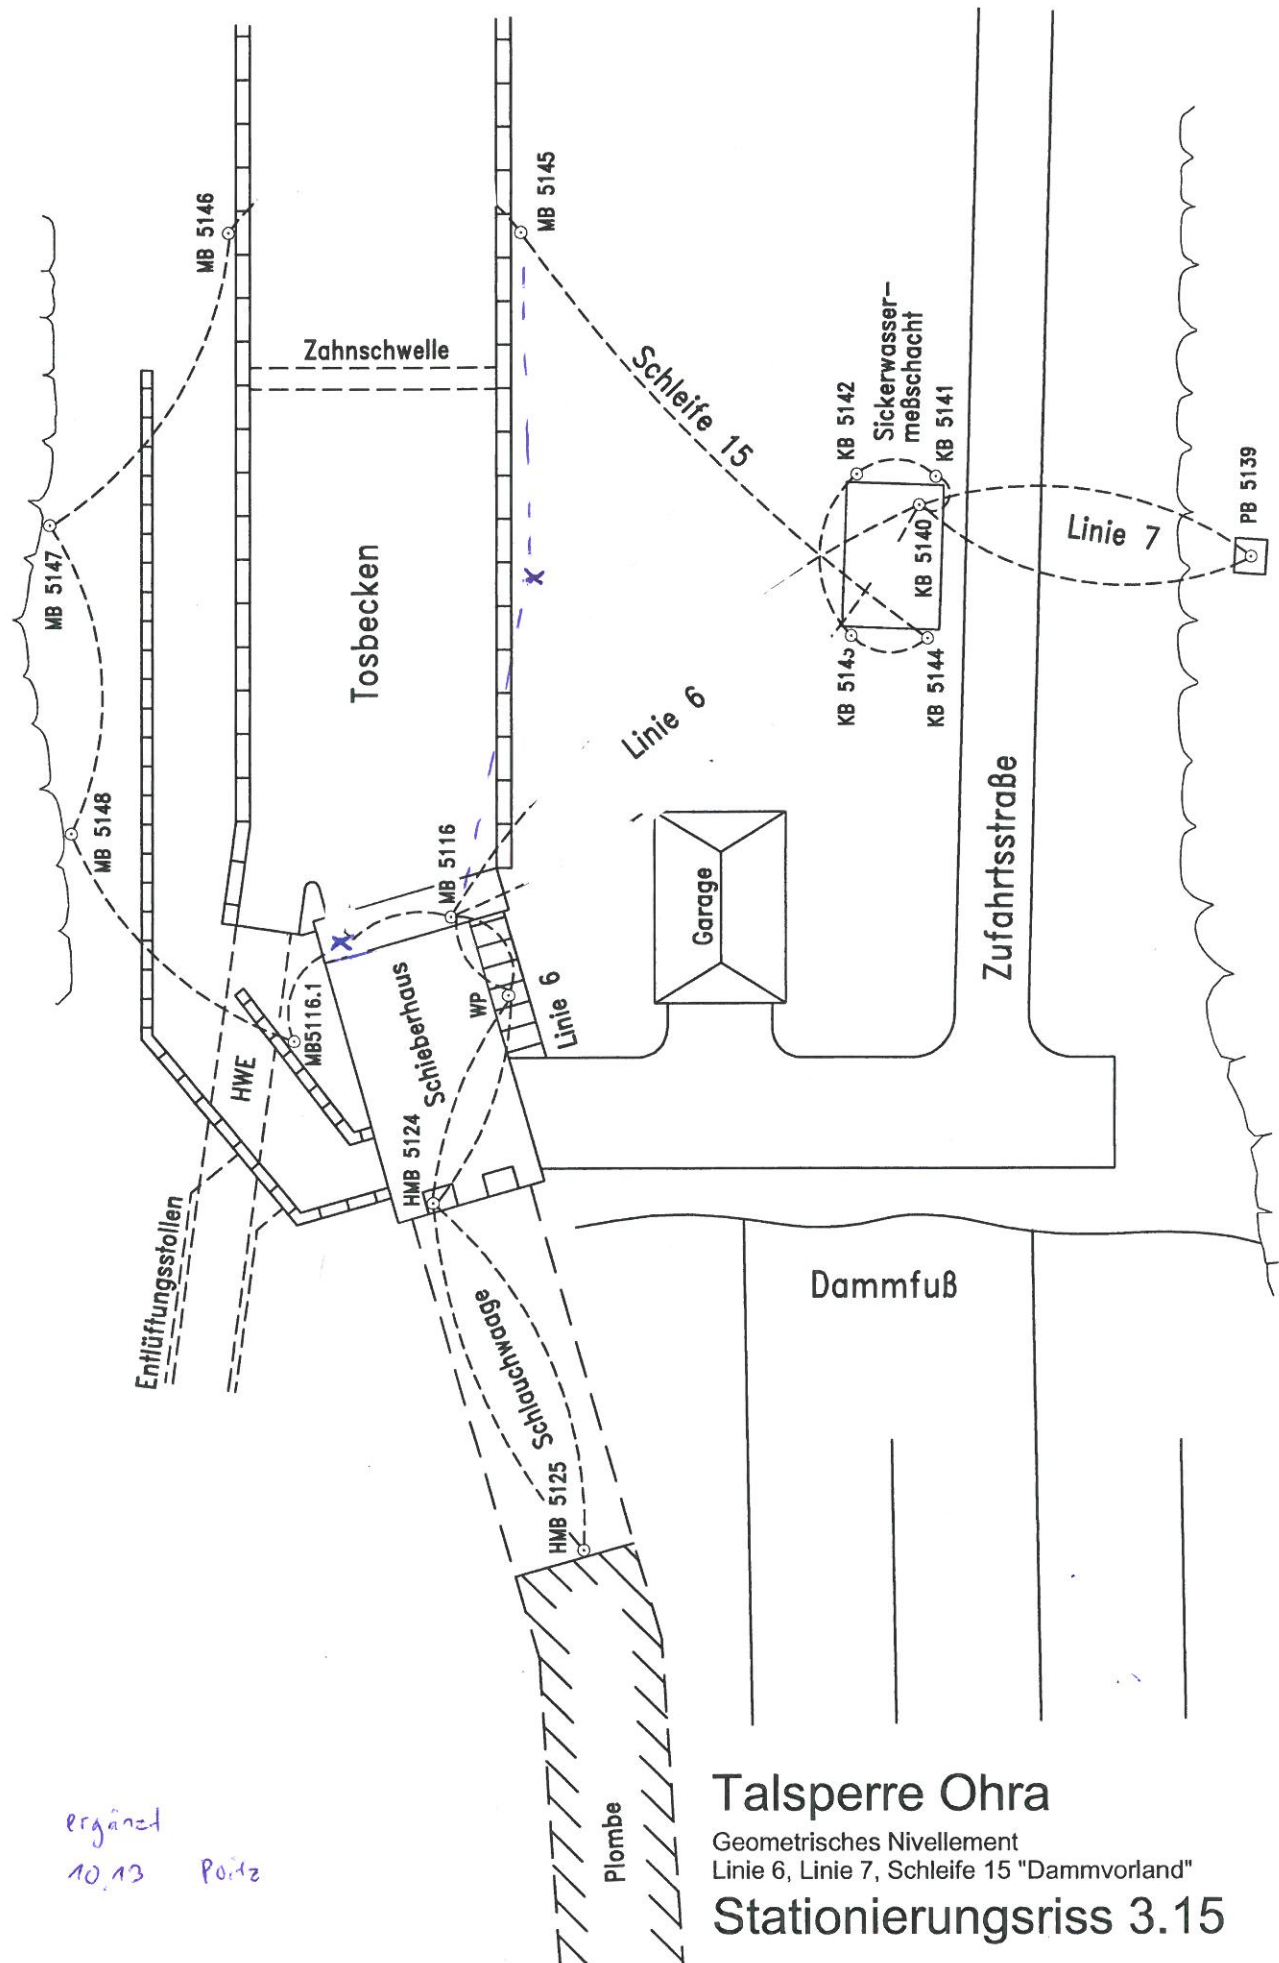 MB 5146
MB 5145
Zahnschwelle
Schleife 15
Sickerwasser-
meßschacht
KB 5142
KB 5141
PB 5139
Linie 7
KB 5140
MB 5147
Tosbecken
KB 5143
KB 5144
Linie 6
MB 5148
MB 5116
Garage
Zufahrtsstraße
WP
Linie 6
Schieberhaus
MB5116.1
HWE
HMB 5124
Entlüftungsstollen
Dammfuß
Schlauchwaage
HMB 5125
Plombe
ergänzt
10.13 Poitz
Talsperre Ohra
Geometrisches Nivellement
Linie 6, Linie 7, Schleife 15 "Dammvorland"
Stationierungsriss 3.15